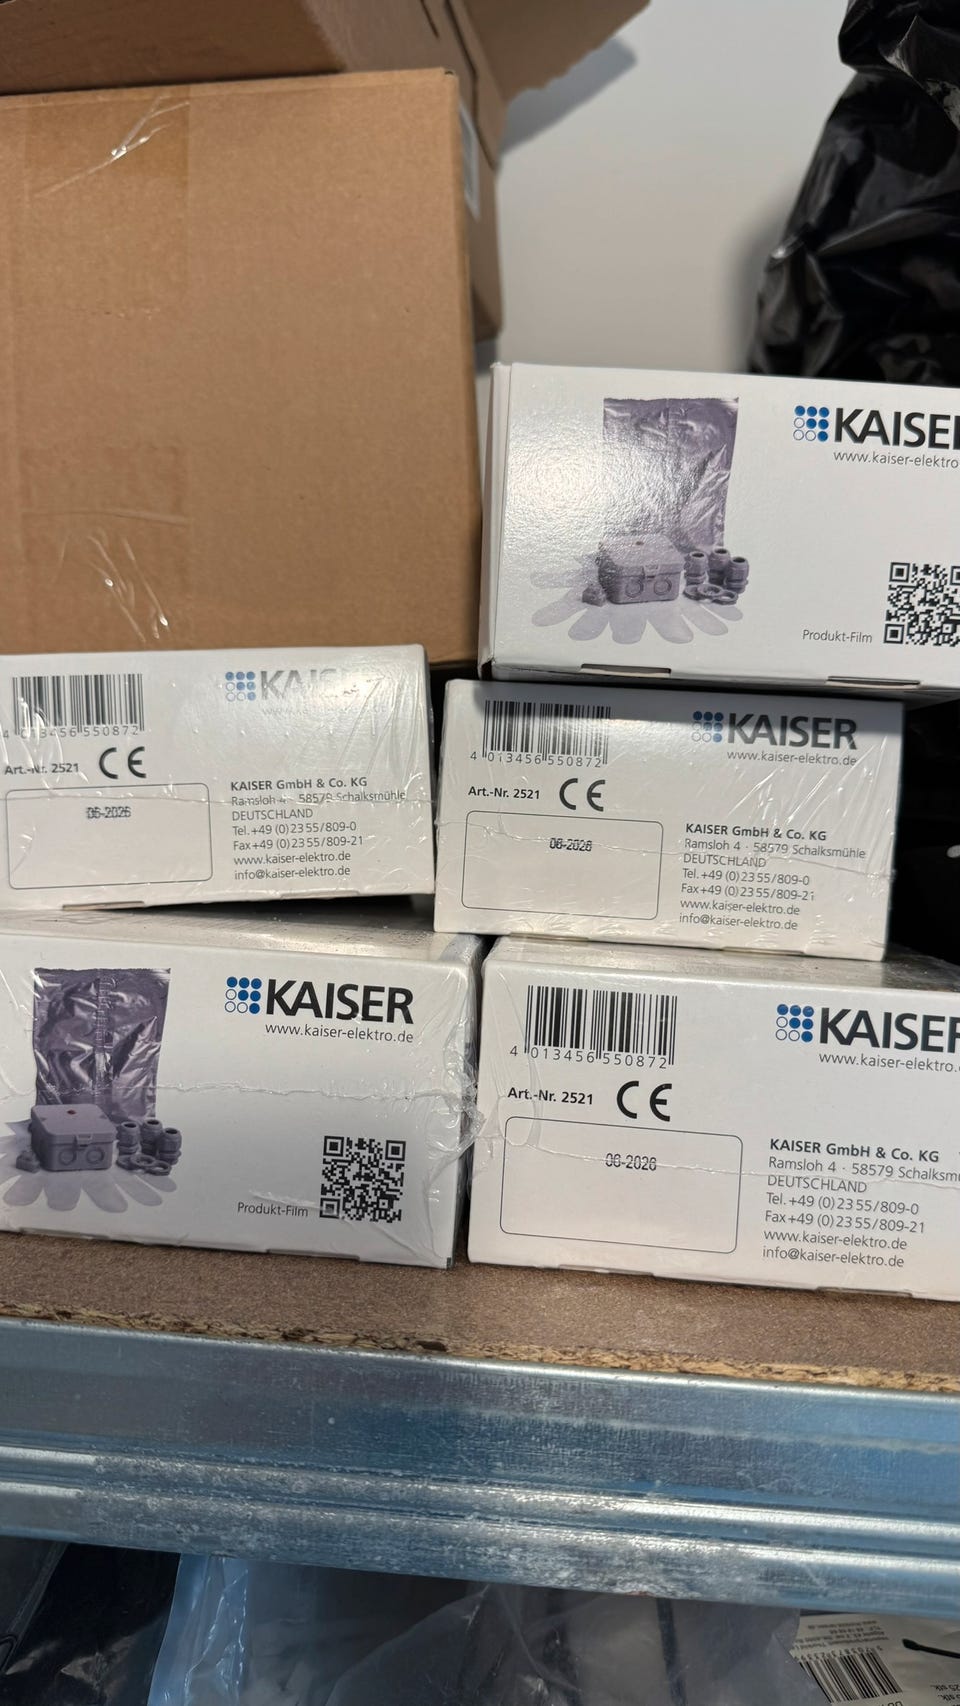 KAISE
www.kaiser-elektro
Produkt-Film
4 013456 550872
Art.-Nr. 2521
CE
06-2026
KAISER GmbH & Co. KG
Ramsloh 4 · 58579 Schalksmühle
DEUTSCHLAND
Tel. +49 (0) 23 55/809-0
Fax +49 (0) 23 55/809-21
www.kaiser-elektro.de
info@kaiser-elektro.de
KAISER
www.kaiser-elektro.de
4 013456 550872
Art.-Nr. 2521
CE
06-2026
KAISER GmbH & Co. KG
Ramsloh 4 · 58579 Schalksmühle
DEUTSCHLAND
Tel. +49 (0) 23 55/809-0
Fax +49 (0) 23 55/809-21
www.kaiser-elektro.de
info@kaiser-elektro.de
KAISER
www.kaiser-elektro.de
Produkt-Film
KAISER
www.kaiser-elektro.
4 013456 550872
Art.-Nr. 2521
CE
06-2026
KAISER GmbH & Co. KG
Ramsloh 4 · 58579 Schalksm
DEUTSCHLAND
Tel. +49 (0) 23 55/809-0
Fax +49 (0) 23 55/809-21
www.kaiser-elektro.de
info@kaiser-elektro.de